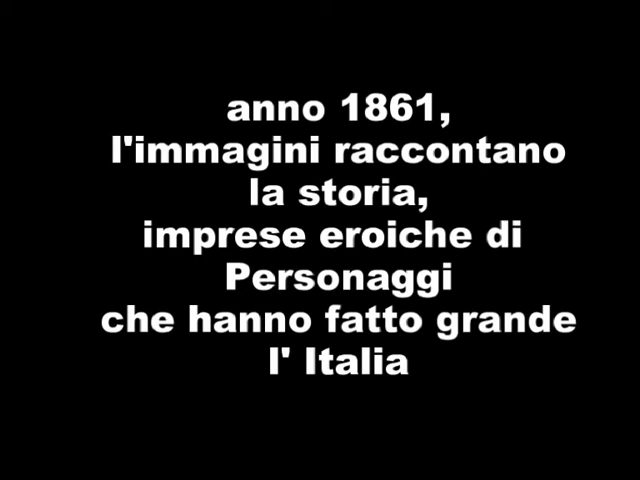 anno 1861,
l'immagini raccontano
la storia,
imprese eroiche di
Personaggi
che hanno fatto grande
l' Italia